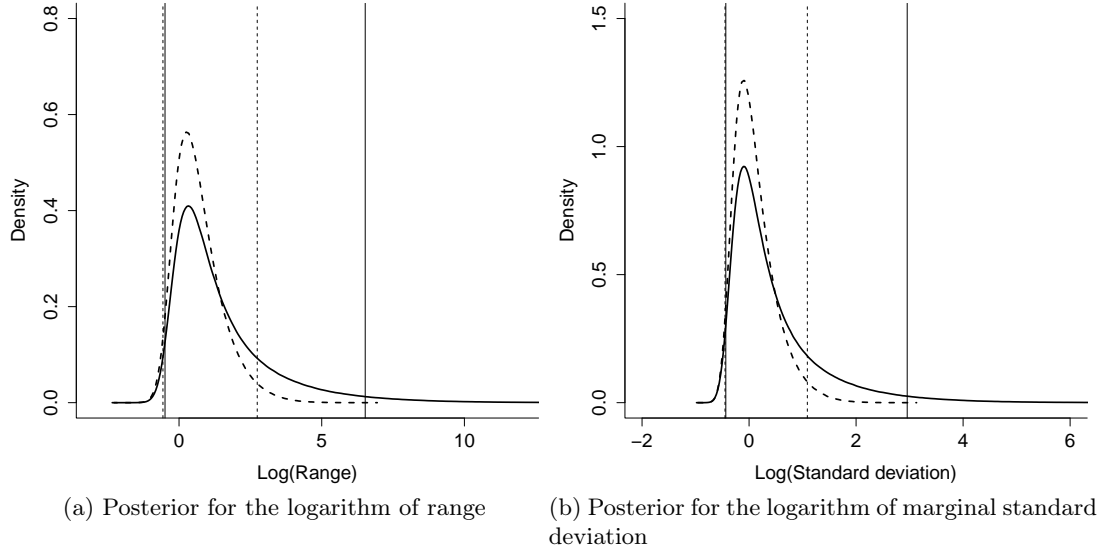 Density
0.0
0.2
0.4
0.6
0.8
0
5
10
Log(Range)
(a) Posterior for the logarithm of range
Density
0.0
0.5
1.0
1.5
−2
0
2
4
6
Log(Standard deviation)
(b) Posterior for the logarithm of marginal standard
deviation